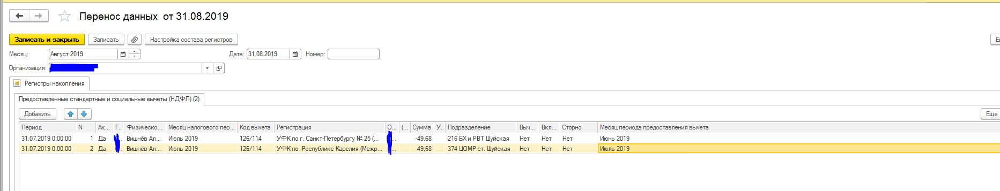 Перенос данных от 31.08.2019
Записать и закрыть Записать Настройка состава регистров Ещ
Месяц: Август 2019 Дата: 31.08.2019 Номер:
Организация:
Регистры накопления
Предоставленные стандартные и социальные вычеты (НДФЛ) (2)
Добавить Еще
Период N Ак... Г... Физическо... Месяц налогового пер... Код вычета Регистрация О... (... Сумма У... Подразделение Выч... Вкл... Сторно Месяц периода предоставления вычета
31.07.2019 0:00:00 1 Да Вишнёв Ал... Июль 2019 126/114 УФК по г. Санкт-Петербургу № 25 (... -49,68 216 БХ и РВТ Шуйская Нет Нет Нет Июнь 2019
31.07.2019 0:00:00 2 Да Вишнёв Ал... Июль 2019 126/114 УФК по Республике Карелия (Межр... 49,68 374 ЦОМР ст. Шуйская Нет Нет Нет Июль 2019